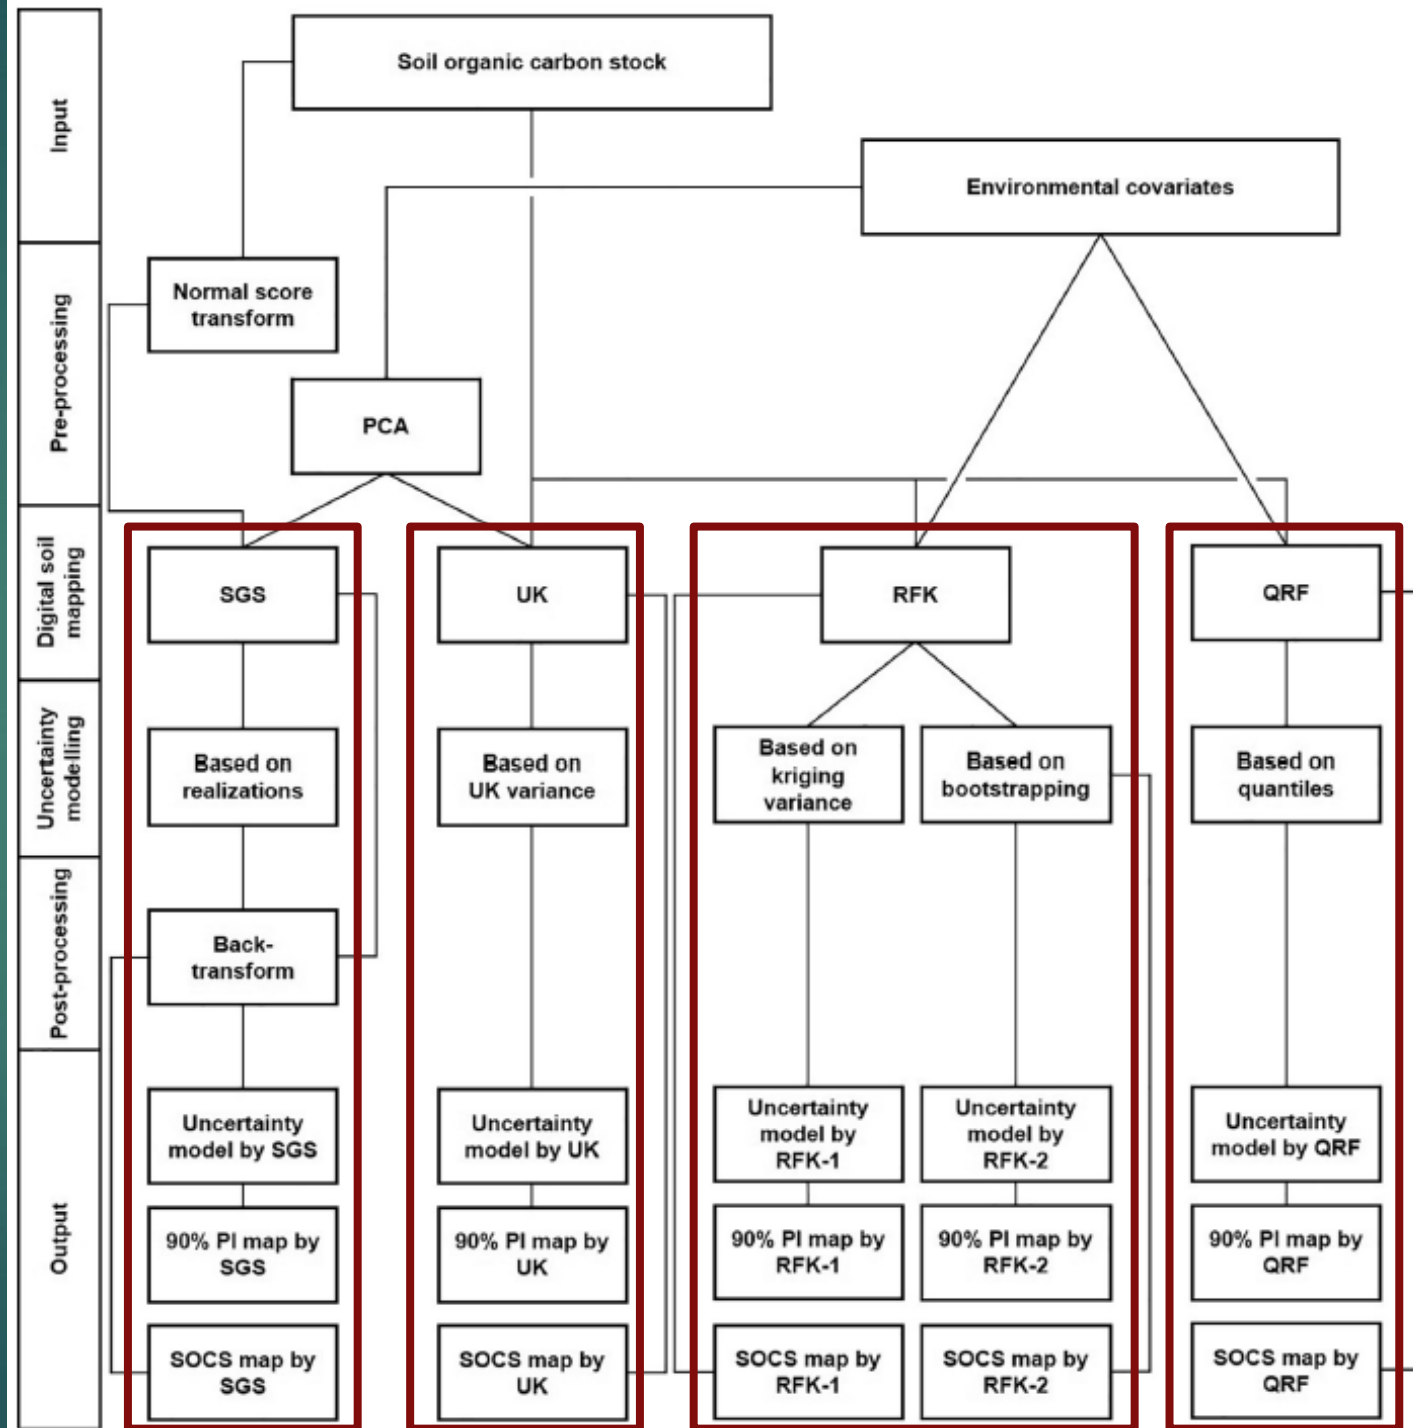 Input
Soil organic carbon stock
Environmental covariates
Pre-processing
Normal score
transform
PCA
Digital soil
mapping
SGS
UK
RFK
QRF
Uncertainty
modelling
Based on
realizations
Based on
UK variance
Based on
kriging
variance
Based on
bootstrapping
Based on
quantiles
Post-processing
Back-
transform
Output
Uncertainty
model by SGS
Uncertainty
model by UK
Uncertainty
model by
RFK-1
Uncertainty
model by
RFK-2
Uncertainty
model by QRF
90% PI map by
SGS
90% PI map by
UK
90% PI map by
RFK-1
90% PI map by
RFK-2
90% PI map by
QRF
SOCS map by
SGS
SOCS map by
UK
SOCS map by
RFK-1
SOCS map by
RFK-2
SOCS map by
QRF